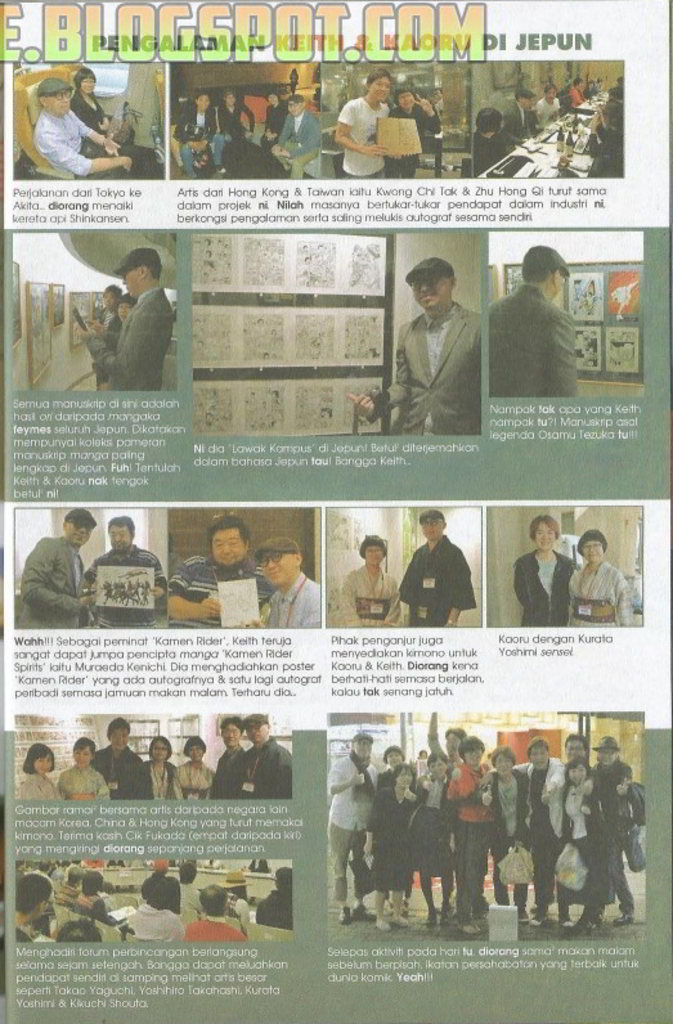 E.BLOGSPOT.COM
PENGALAMAN KEITH & KAORU DI JEPUN
Perjalanan dari Tokyo ke
Akita.. diorang menaiki
kereta api Shinkansen.
Artis dari Hong Kong & Taiwan iaitu Kwong Chi Tak & Zhu Hong Qi turut sama
dalam projek ni. Nilah masanya bertukar-tukar pendapat dalam industri ni,
berkongsi pengalaman serta saling melukis autograf sesama sendiri.
Semua manuskrip di sini adalah
hasil ori daripada mangaka
feymes seluruh Jepun. Dikatakan
mempunyai koleksi pameran
manuskrip manga paling
lengkap di Jepun. Fuh! Tentulah
Keith & Kaoru nak tengok
betul² ni!
Ni dia 'Lawak Kampus' di Jepun! Betul² diterjemahkan
dalam bahasa Jepun tau! Bangga Keith..
Nampak tak apa yang Keith
nampak tu?! Manuskrip asal
legenda Osamu Tezuka tu!!!
Wahh!!! Sebagai peminat 'Kamen Rider', Keith teruja
sangat dapat jumpa pencipta manga 'Kamen Rider
Spirits' iaitu Muraeda Kenichi. Dia menghadiahkan poster
'Kamen Rider' yang ada autografnya & satu lagi autograf
peribadi semasa jamuan makan malam. Terharu dia..
Pihak penganjur juga
menyediakan kimono untuk
Kaoru & Keith. Diorang kena
berhati-hati semasa berjalan,
kalau tak senang jatuh.
Kaoru dengan Kurata
Yoshimi sensei.
Gambar ramai² bersama artis daripada negara lain
macam Korea, China & Hong Kong yang turut memakai
kimono. Terima kasih Cik Fukada (empat daripada kiri)
yang mengiringi diorang sepanjang perjalanan.
Menghadiri forum perbincangan berlangsung
selama sejam setengah. Bangga dapat meluahkan
pendapat sendiri di samping melihat artis besar
seperti Takao Yaguchi, Yoshihiro Takahashi, Kurata
Yoshimi & Kikuchi Shouta.
Selepas aktiviti pada hari tu, diorang sama² makan malam
sebelum berpisah. Ikatan persahabatan yang terbaik untuk
dunia komik. Yeah!!!